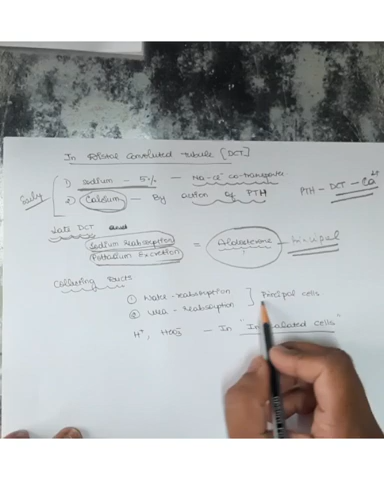 In Distal Convoluted tubule [DCT]
Early
1) Sodium - 5% - Na-Cl⁻ Co-transporter
2) Calcium - By action of PTH
PTH - DCT - Ca²⁺
Late DCT
Sodium Reabsorption
Potassium Excretion
= Aldosterone - Principal
Collecting Ducts
① Water - reabsorption
② Urea - Reabsorption
] Principal cells
H⁺, HCO₃⁻ - In "Intercalated cells"